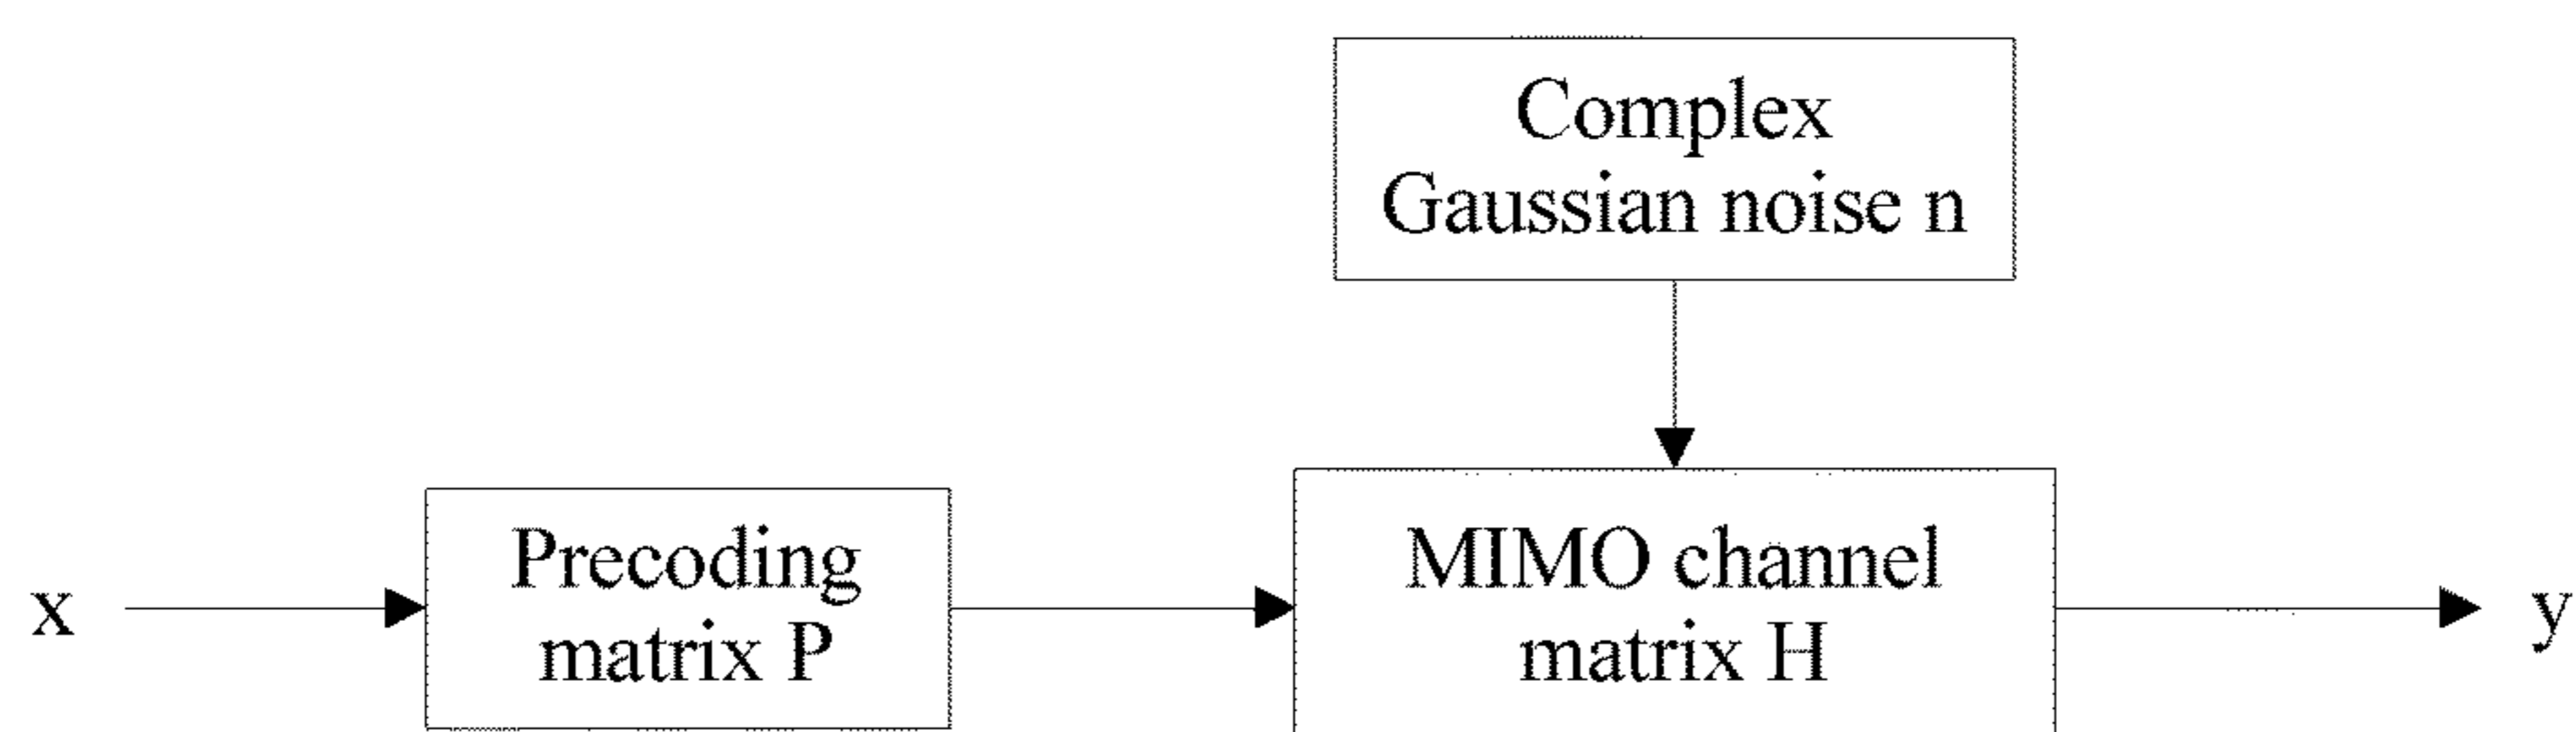 Complex
Gaussian noise n
x
Precoding
matrix P
MIMO channel
matrix H
y